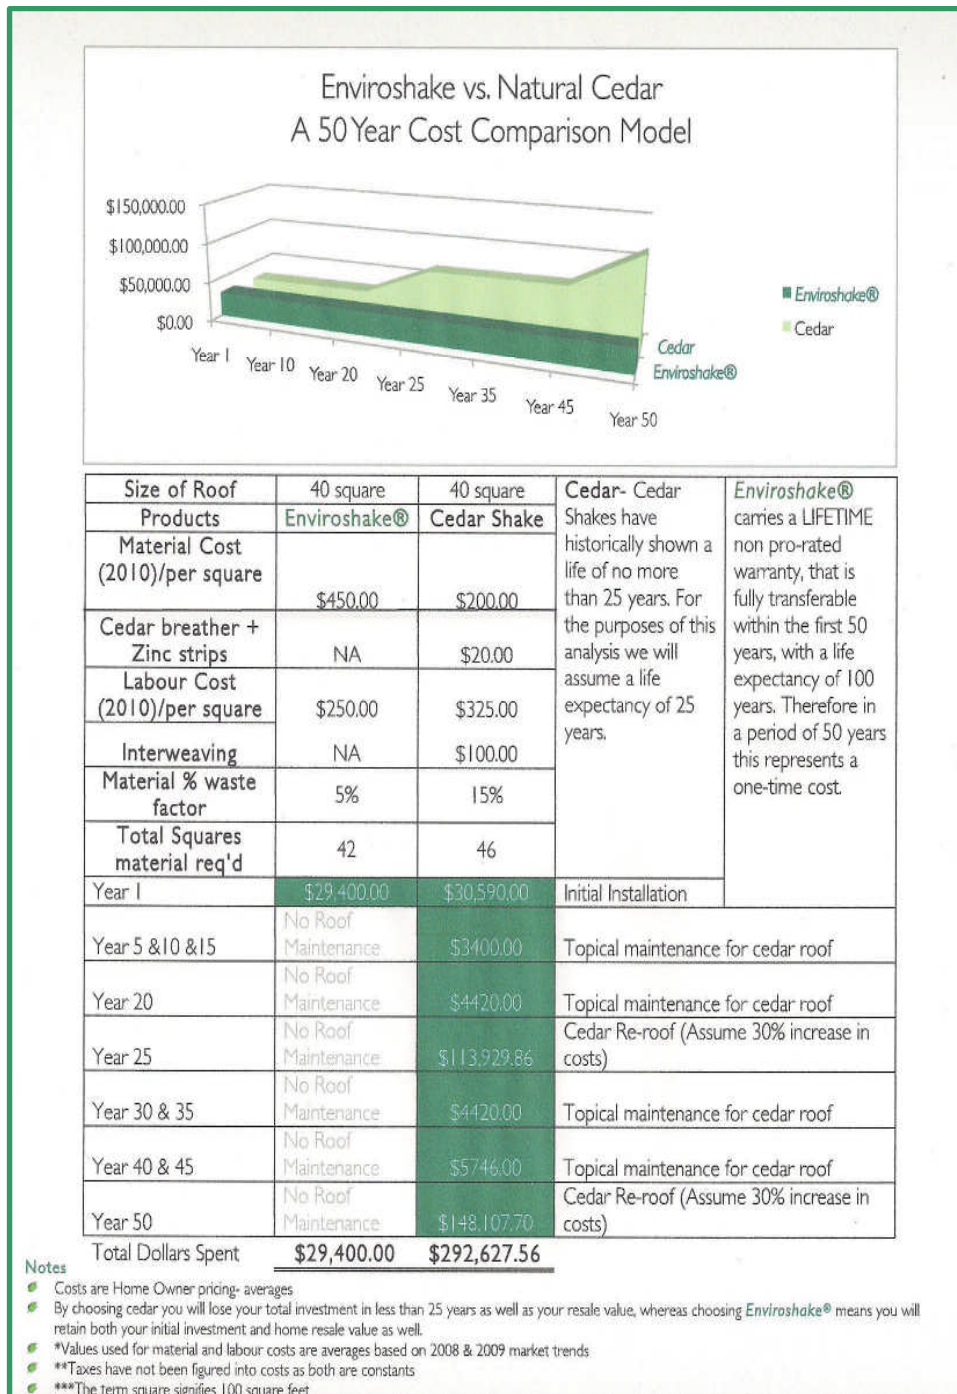 Enviroshake vs. Natural Cedar
A 50 Year Cost Comparison Model
$150,000.00
$100,000.00
$50,000.00
$0.00
Year 1
Year 10
Year 20
Year 25
Year 35
Year 45
Year 50
Cedar
Enviroshake®
Enviroshake®
Cedar
Size of Roof 40 square 40 square
Products Enviroshake® Cedar Shake
Material Cost
(2010)/per square
$450.00 $200.00
Cedar breather +
Zinc strips NA $20.00
Labour Cost
(2010)/per square $250.00 $325.00
Interweaving NA $100.00
Material % waste
factor 5% 15%
Total Squares
material req'd 42 46
Cedar- Cedar
Shakes have
historically shown a
life of no more
than 25 years. For
the purposes of this
analysis we will
assume a life
expectancy of 25
years.
Enviroshake®
carries a LIFETIME
non pro-rated
warranty, that is
fully transferable
within the first 50
years, with a life
expectancy of 100
years. Therefore in
a period of 50 years
this represents a
one-time cost.
Year 1 $29,400.00 $30,590.00 Initial Installation
No Roof
Year 5 &10 &15 Maintenance $3400.00 Topical maintenance for cedar roof
No Roof
Year 20 Maintenance $4420.00 Topical maintenance for cedar roof
No Roof Cedar Re-roof (Assume 30% increase in
Year 25 Maintenance $113,929.86 costs)
No Roof
Year 30 & 35 Maintenance $4420.00 Topical maintenance for cedar roof
No Roof
Year 40 & 45 Maintenance $5746.00 Topical maintenance for cedar roof
No Roof Cedar Re-roof (Assume 30% increase in
Year 50 Maintenance $148,107.70 costs)
Total Dollars Spent $29,400.00 $292,627.56
Notes
Costs are Home Owner pricing- averages
By choosing cedar you will lose your total investment in less than 25 years as well as your resale value, whereas choosing Enviroshake® means you will
retain both your initial investment and home resale value as well.
*Values used for material and labour costs are averages based on 2008 & 2009 market trends
**Taxes have not been figured into costs as both are constants
***The term square signifies 100 square feet